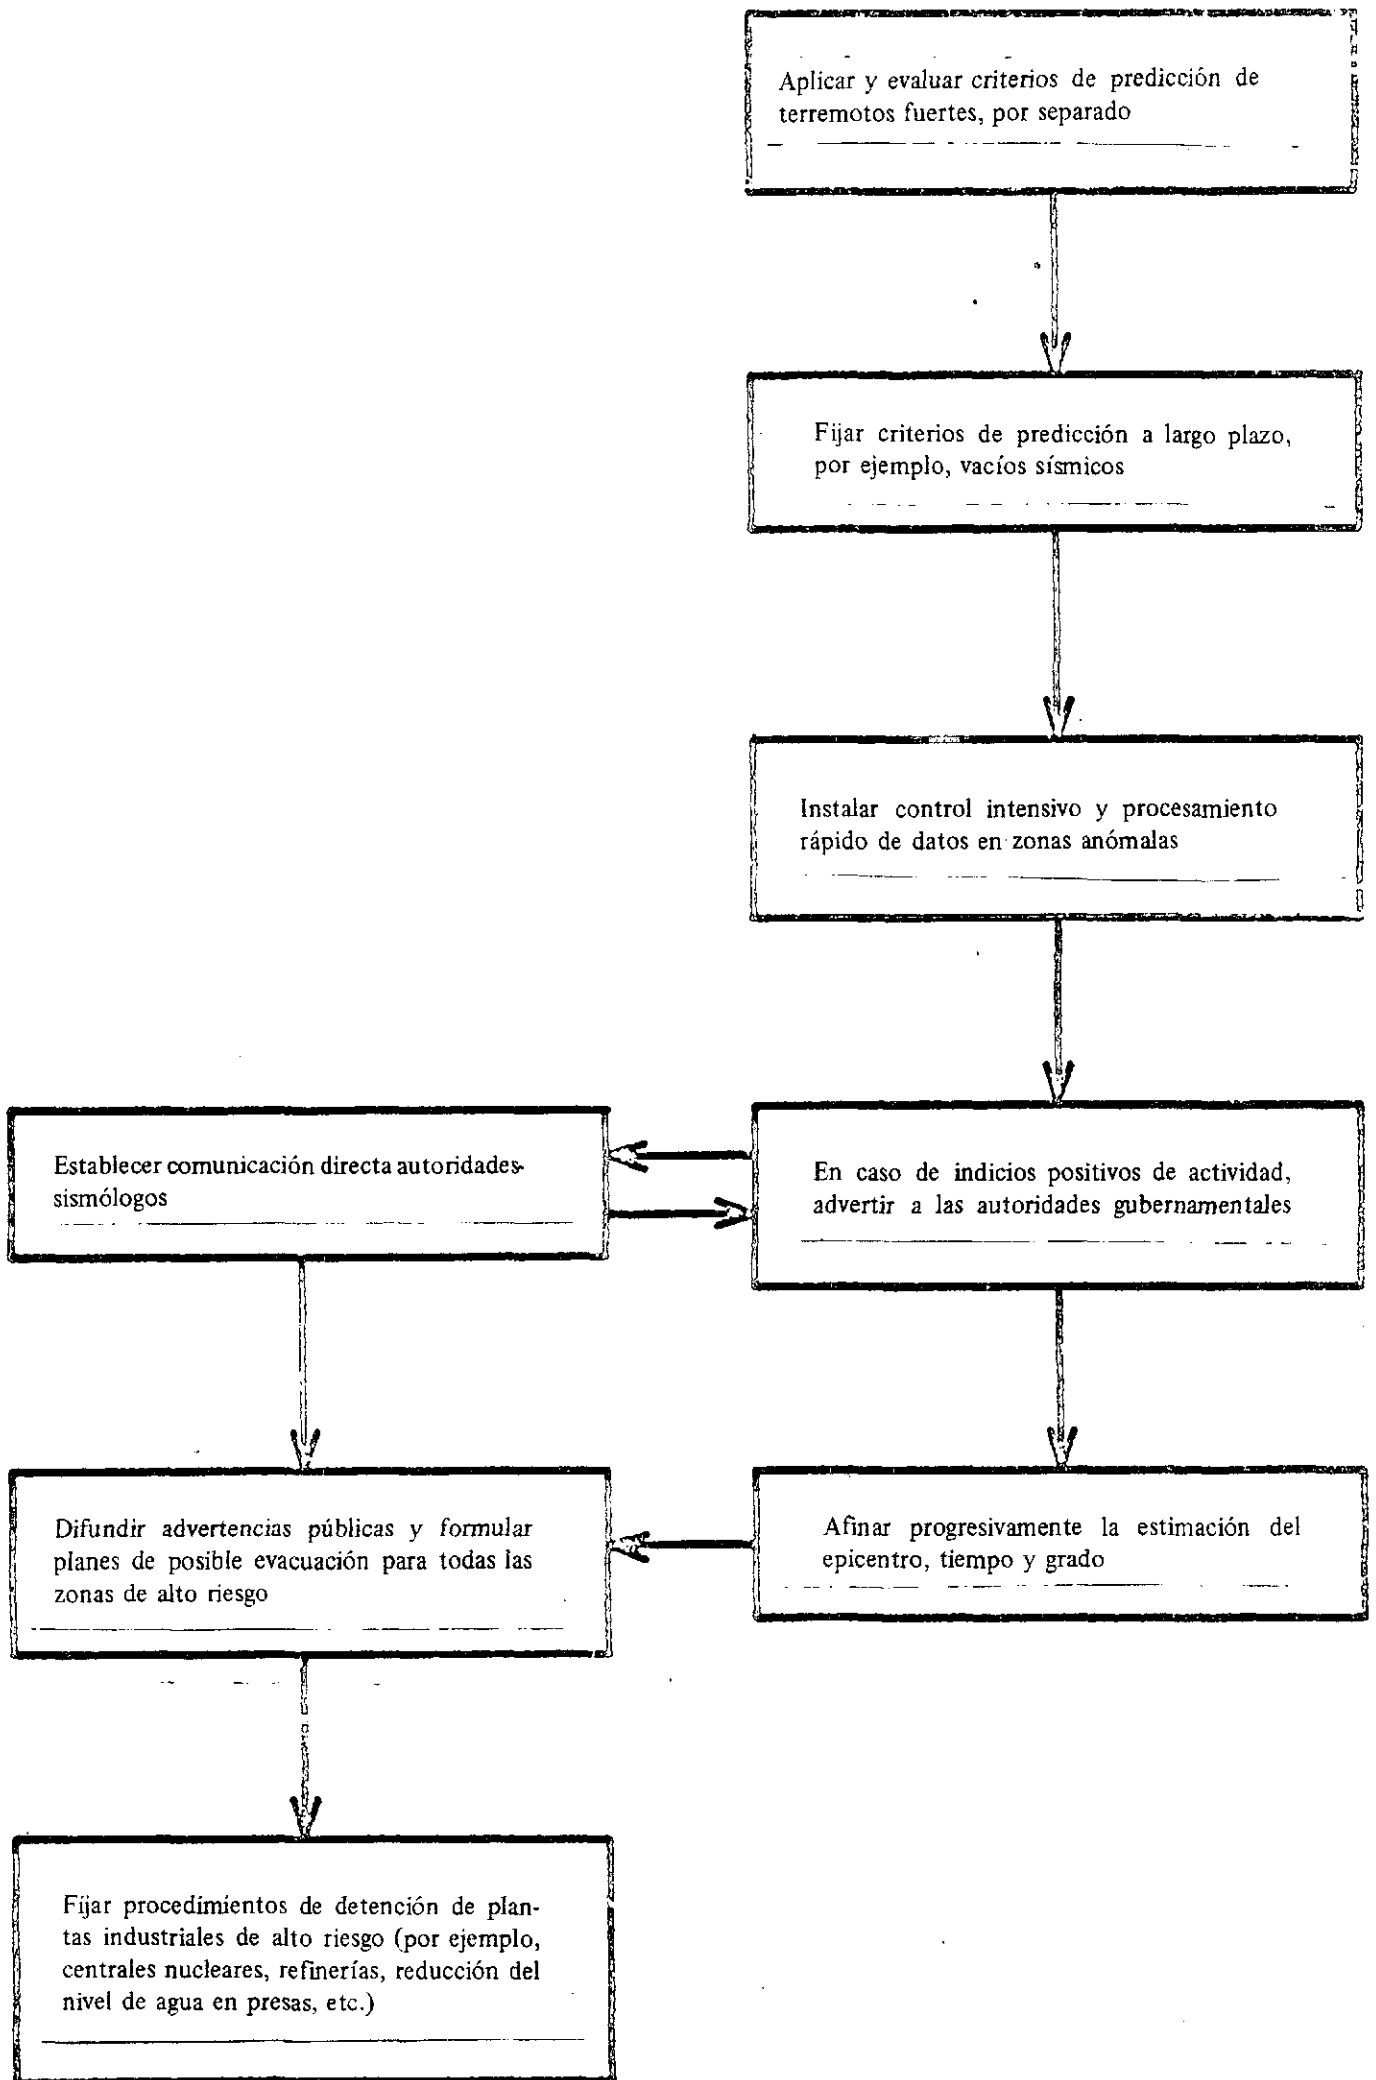 Aplicar y evaluar criterios de predicción de
terremotos fuertes, por separado
Fijar criterios de predicción a largo plazo,
por ejemplo, vacíos sísmicos
Instalar control intensivo y procesamiento
rápido de datos en zonas anómalas
Establecer comunicación directa autoridades-
sismólogos
En caso de indicios positivos de actividad,
advertir a las autoridades gubernamentales
Difundir advertencias públicas y formular
planes de posible evacuación para todas las
zonas de alto riesgo
Afinar progresivamente la estimación del
epicentro, tiempo y grado
Fijar procedimientos de detención de plan-
tas industriales de alto riesgo (por ejemplo,
centrales nucleares, refinerías, reducción del
nivel de agua en presas, etc.)